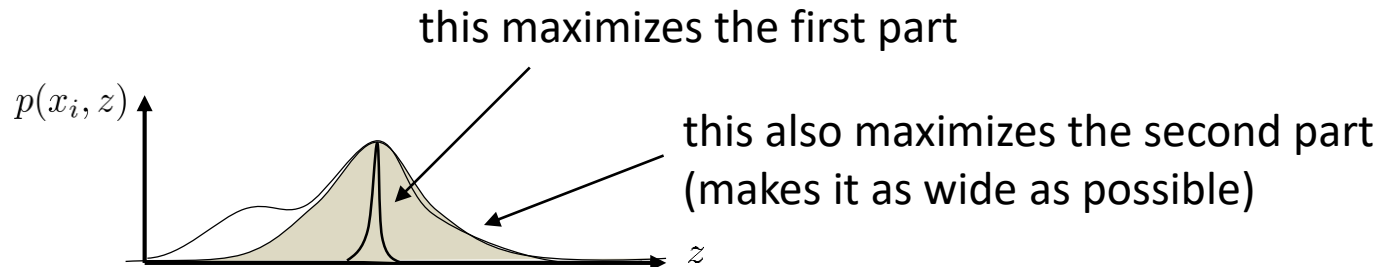 this maximizes the first part
p(x_i, z)
this also maximizes the second part
(makes it as wide as possible)
z